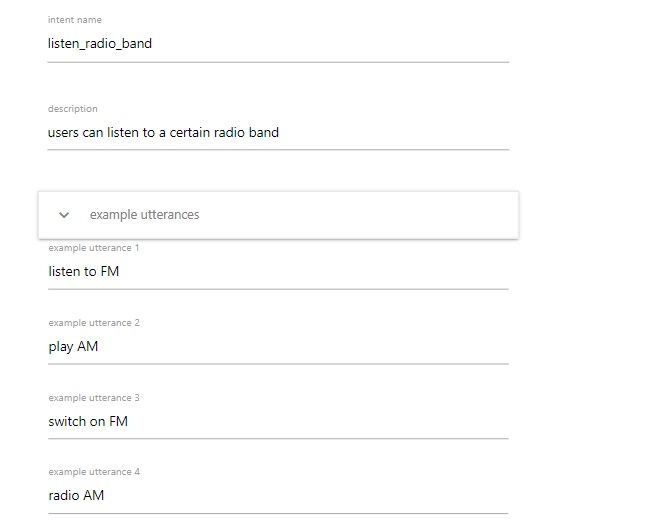 intent name
listen_radio_band
description
users can listen to a certain radio band
example utterances
example utterance 1
listen to FM
example utterance 2
play AM
example utterance 3
switch on FM
example utterance 4
radio AM